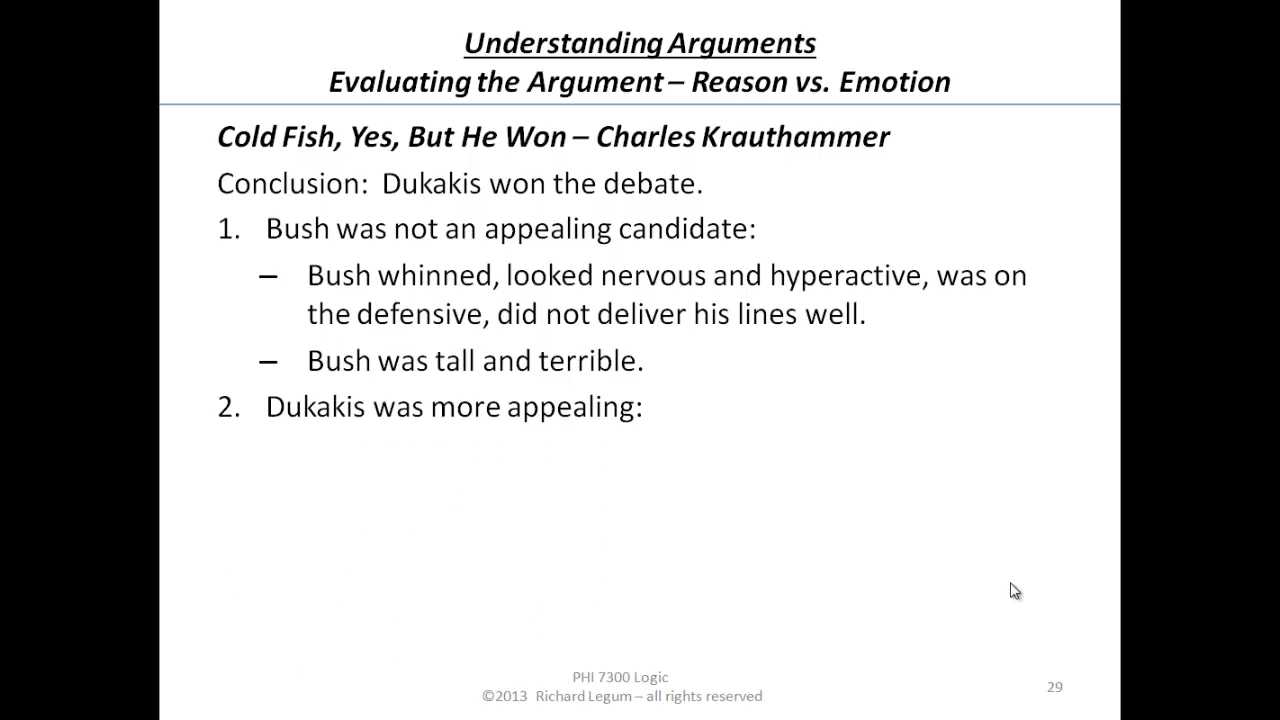 Understanding Arguments
Evaluating the Argument – Reason vs. Emotion
Cold Fish, Yes, But He Won – Charles Krauthammer
Conclusion: Dukakis won the debate.
1. Bush was not an appealing candidate:
– Bush whinned, looked nervous and hyperactive, was on
the defensive, did not deliver his lines well.
– Bush was tall and terrible.
2. Dukakis was more appealing:
PHI 7300 Logic
©2013 Richard Legum – all rights reserved
29